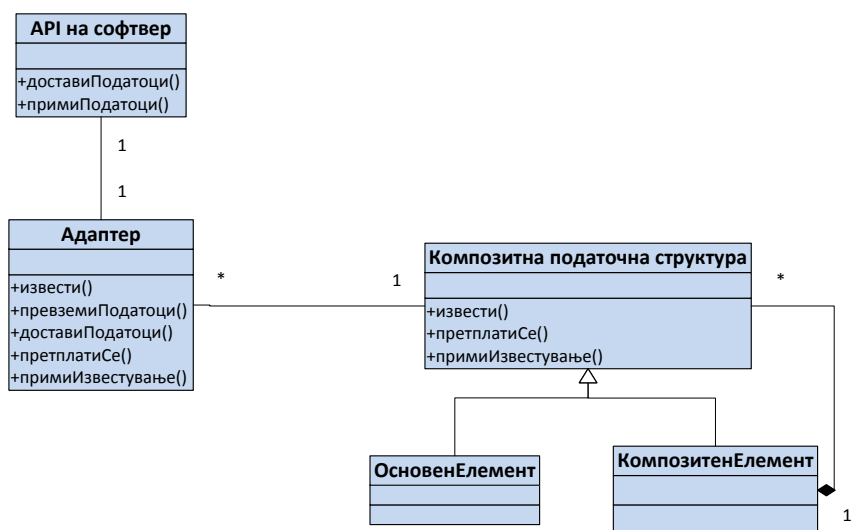 API на софтвер
+доставиПодатоци()
+примиПодатоци()
1
1
Адаптер
+извести()
+превземиПодатоци()
+доставиПодатоци()
+претплатиСе()
+примиИзвестување()
*
1
Композитна податочна структура
+извести()
+претплатиСе()
+примиИзвестување()
*
ОсновенЕлемент
КомпозитенЕлемент
1